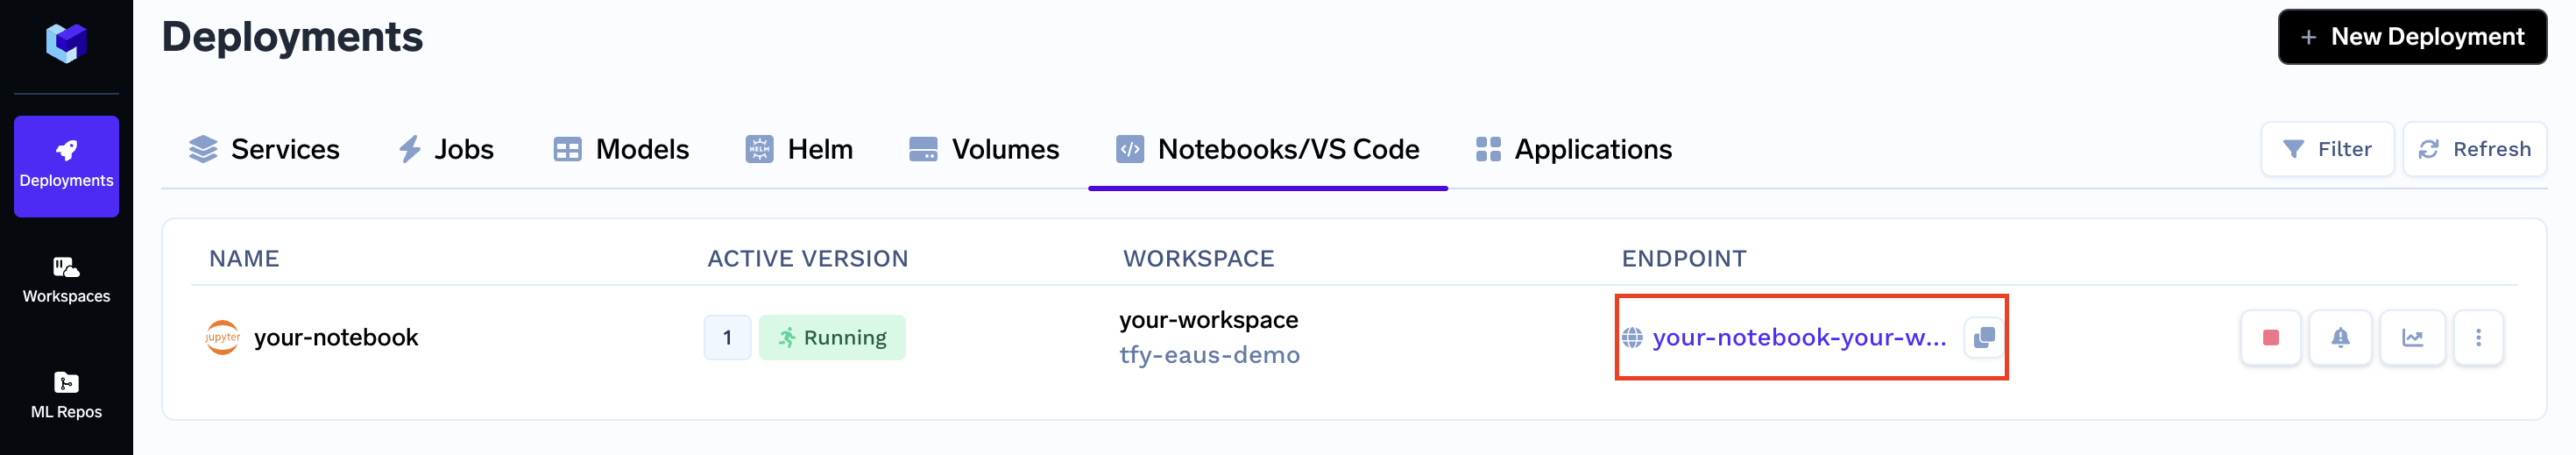 Deployments
+ New Deployment
Deployments
Workspaces
ML Repos
Services
Jobs
Models
HELM
Helm
Volumes
Notebooks/VS Code
Applications
Filter
Refresh
NAME
ACTIVE VERSION
WORKSPACE
ENDPOINT
jupyter
your-notebook
1
Running
your-workspace
tfy-eaus-demo
your-notebook-your-w...